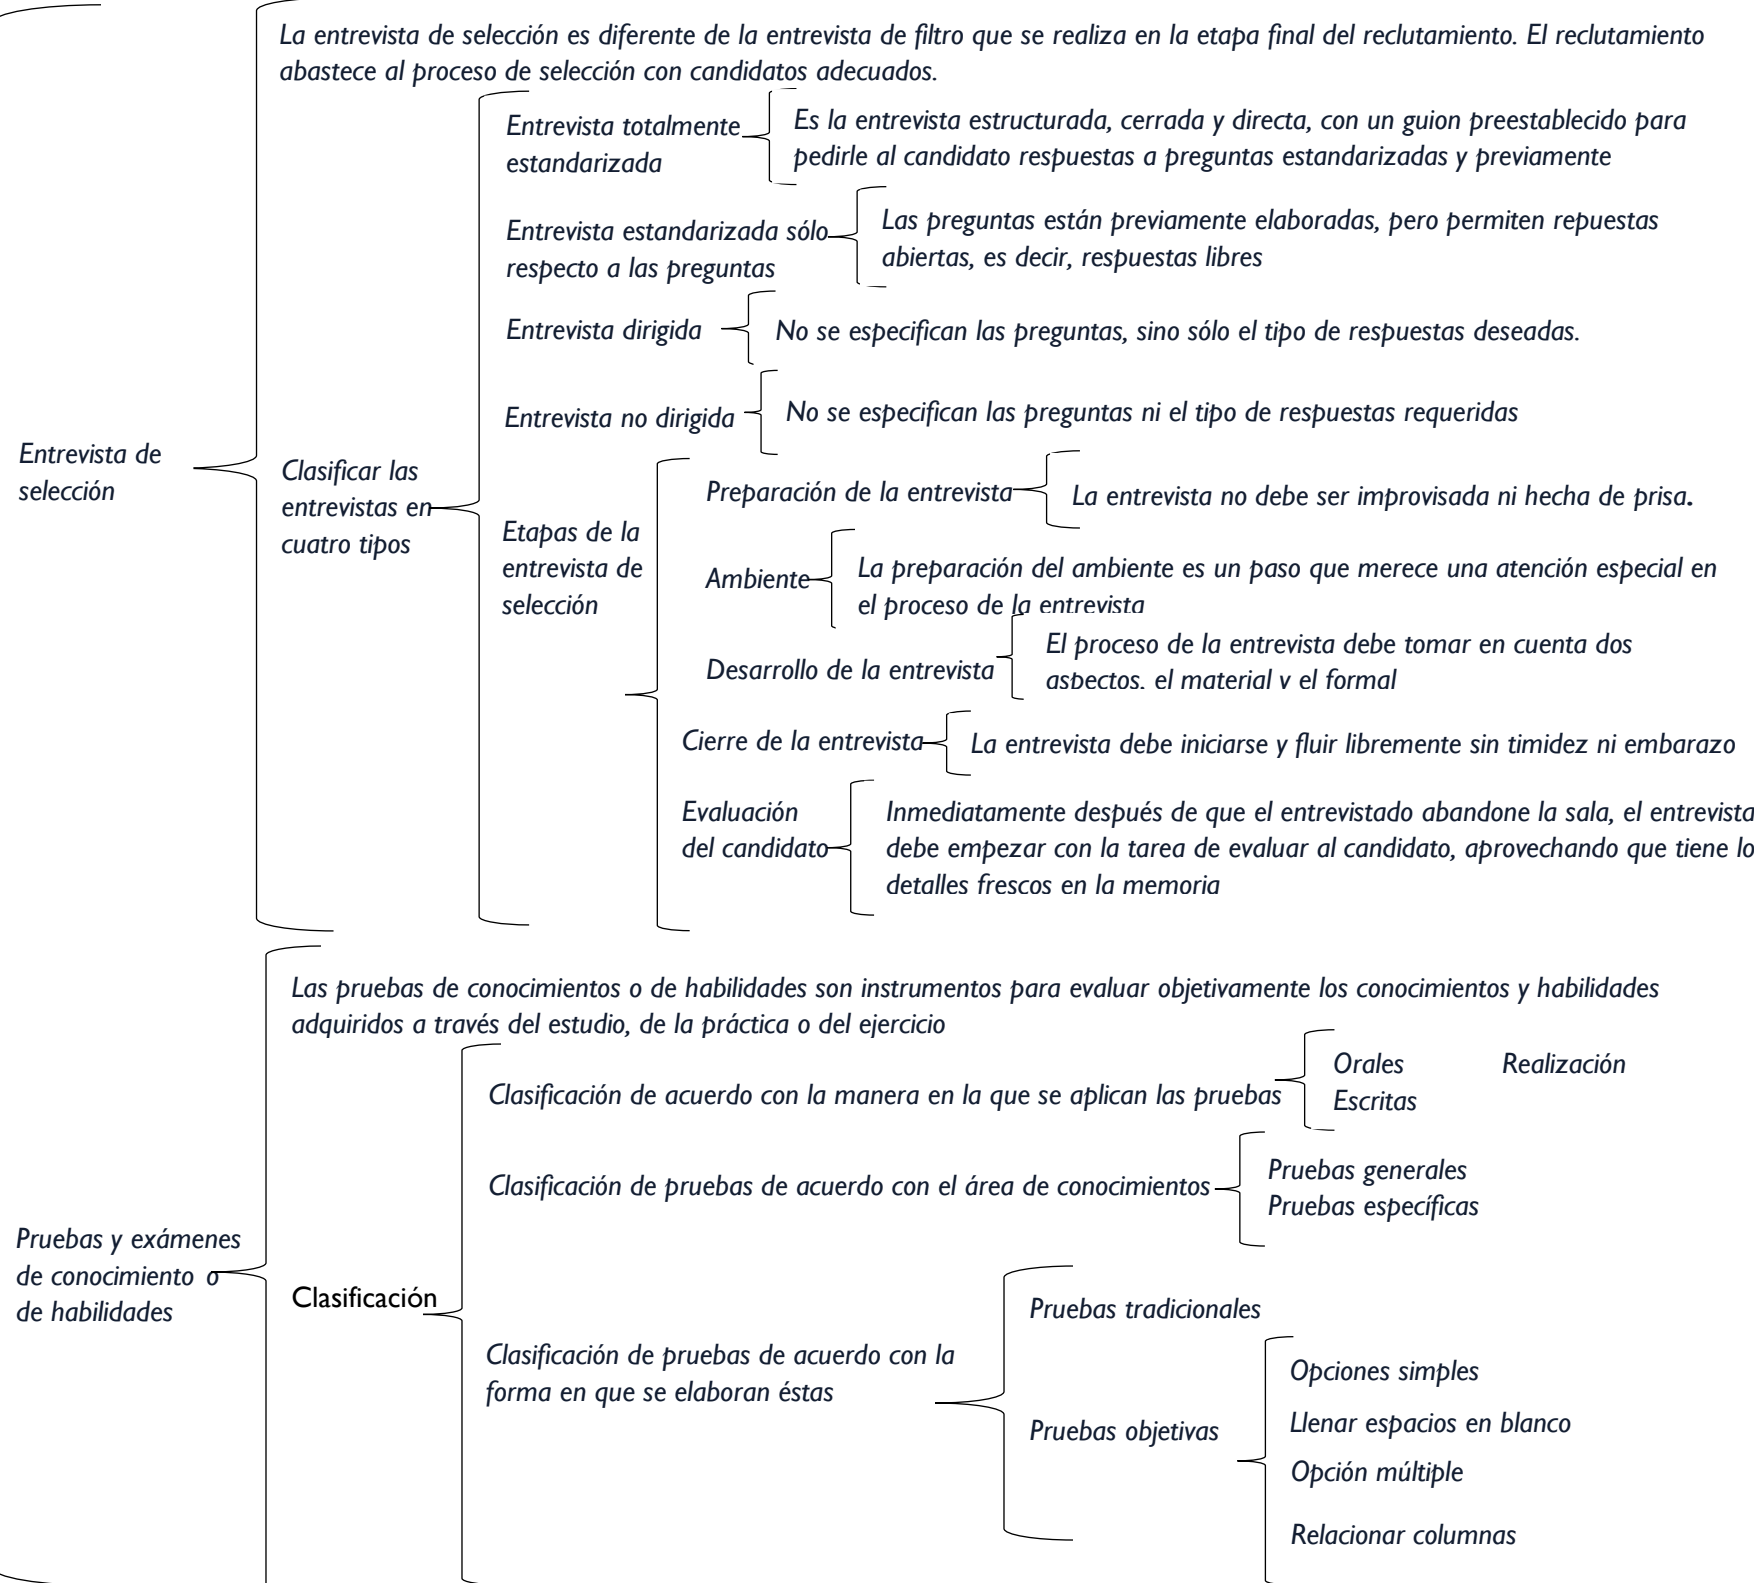 La entrevista de selección es diferente de la entrevista de filtro que se realiza en la etapa final del reclutamiento. El reclutamiento
abastece al proceso de selección con candidatos adecuados.
Entrevista de
selección
Clasificar las
entrevistas en
cuatro tipos
Entrevista totalmente
estandarizada
Es la entrevista estructurada, cerrada y directa, con un guion preestablecido para
pedirle al candidato respuestas a preguntas estandarizadas y previamente
Entrevista estandarizada sólo
respecto a las preguntas
Las preguntas están previamente elaboradas, pero permiten repuestas
abiertas, es decir, respuestas libres
Entrevista dirigida
No se especifican las preguntas, sino sólo el tipo de respuestas deseadas.
Entrevista no dirigida
No se especifican las preguntas ni el tipo de respuestas requeridas
Etapas de la
entrevista de
selección
Preparación de la entrevista
La entrevista no debe ser improvisada ni hecha de prisa.
Ambiente
La preparación del ambiente es un paso que merece una atención especial en
el proceso de la entrevista
Desarrollo de la entrevista
El proceso de la entrevista debe tomar en cuenta dos
aspectos, el material y el formal
Cierre de la entrevista
La entrevista debe iniciarse y fluir libremente sin timidez ni embarazo
Evaluación
del candidato
Inmediatamente después de que el entrevistado abandone la sala, el entrevista
debe empezar con la tarea de evaluar al candidato, aprovechando que tiene lo
detalles frescos en la memoria
Pruebas y exámenes
de conocimiento o
de habilidades
Las pruebas de conocimientos o de habilidades son instrumentos para evaluar objetivamente los conocimientos y habilidades
adquiridos a través del estudio, de la práctica o del ejercicio
Clasificación
Clasificación de acuerdo con la manera en la que se aplican las pruebas
Orales Realización
Escritas
Clasificación de pruebas de acuerdo con el área de conocimientos
Pruebas generales
Pruebas específicas
Clasificación de pruebas de acuerdo con la
forma en que se elaboran éstas
Pruebas tradicionales
Pruebas objetivas
Opciones simples
Llenar espacios en blanco
Opción múltiple
Relacionar columnas